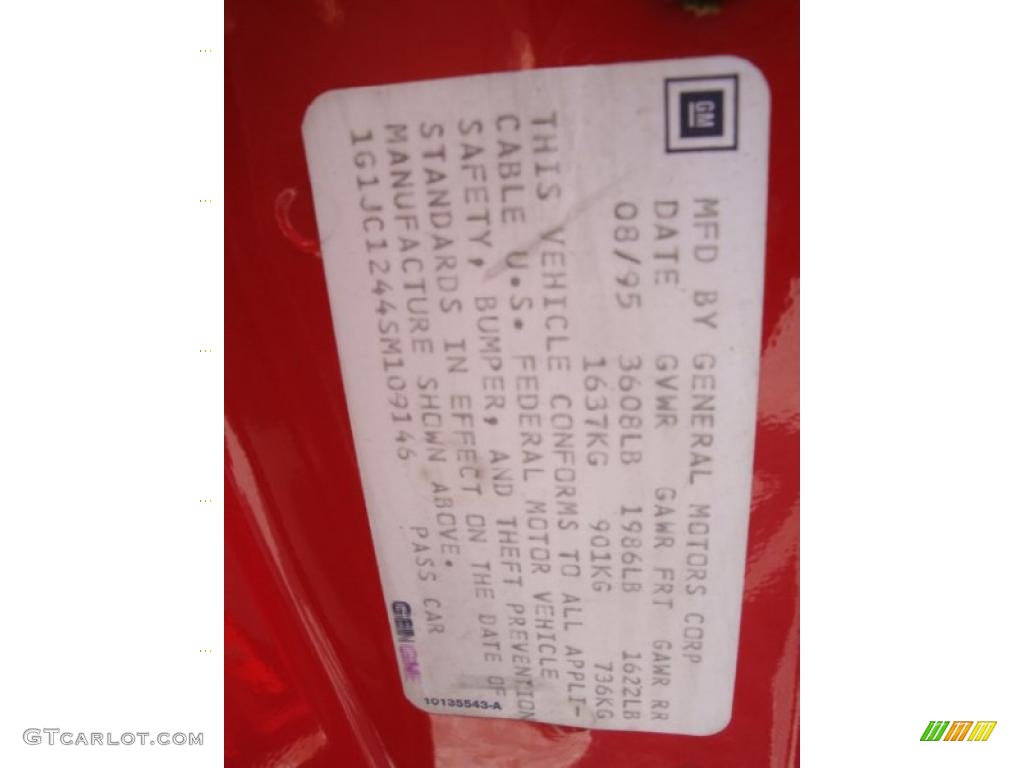 GM
MFD BY GENERAL MOTORS CORP
DATE GVWR GAWR FRT GAWR RR
08/95 3608LB 1986LB 1622LB
1637KG 901KG 736KG
THIS VEHICLE CONFORMS TO ALL APPLI-
CABLE U.S. FEDERAL MOTOR VEHICLE
SAFETY, BUMPER, AND THEFT PREVENTION
STANDARDS IN EFFECT ON THE DATE OF
MANUFACTURE SHOWN ABOVE.
1G1JC1244SM109146 PASS CAR
10135543-A
GTCARLOT.COM